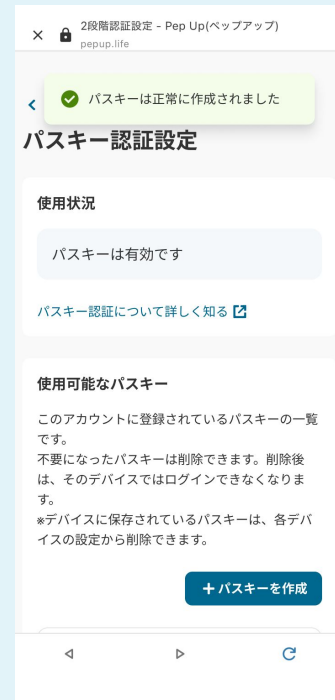 2段階認証設定 - Pep Up(ペップアップ)
pepup.life
パスキーは正常に作成されました
パスキー認証設定
使用状況
パスキーは有効です
パスキー認証について詳しく知る
使用可能なパスキー
このアカウントに登録されているパスキーの一覧
です。
不要になったパスキーは削除できます。削除後
は、そのデバイスではログインできなくなりま
す。
※デバイスに保存されているパスキーは、各デバ
イスの設定から削除できます。
+パスキーを作成